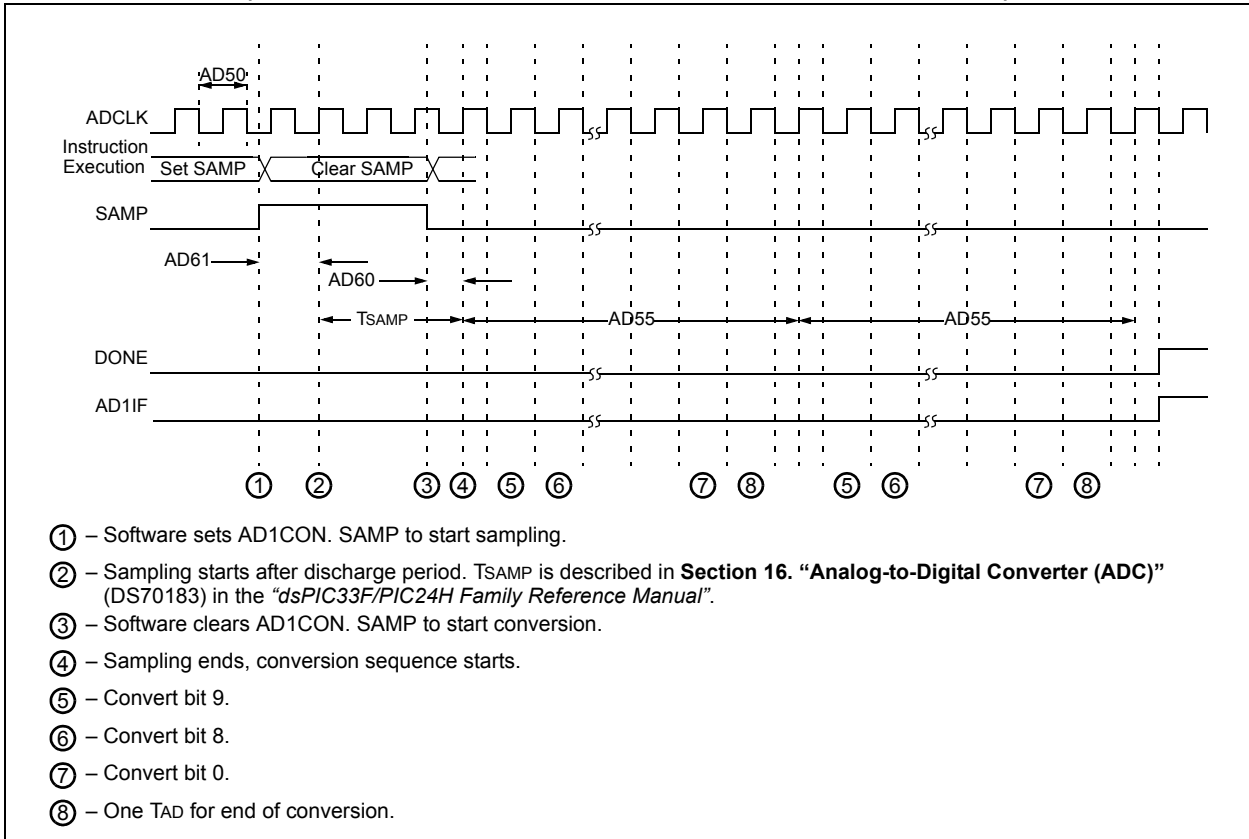 AD50
ADCLK
Instruction
Execution Set SAMP Clear SAMP
SAMP
AD61
AD60
TSAMP AD55 AD55
DONE
AD1IF
1 2 3 4 5 6 7 8 5 6 7 8
1 – Software sets AD1CON. SAMP to start sampling.
2 – Sampling starts after discharge period. TSAMP is described in Section 16. “Analog-to-Digital Converter (ADC)”
(DS70183) in the “dsPIC33F/PIC24H Family Reference Manual”.
3 – Software clears AD1CON. SAMP to start conversion.
4 – Sampling ends, conversion sequence starts.
5 – Convert bit 9.
6 – Convert bit 8.
7 – Convert bit 0.
8 – One TAD for end of conversion.